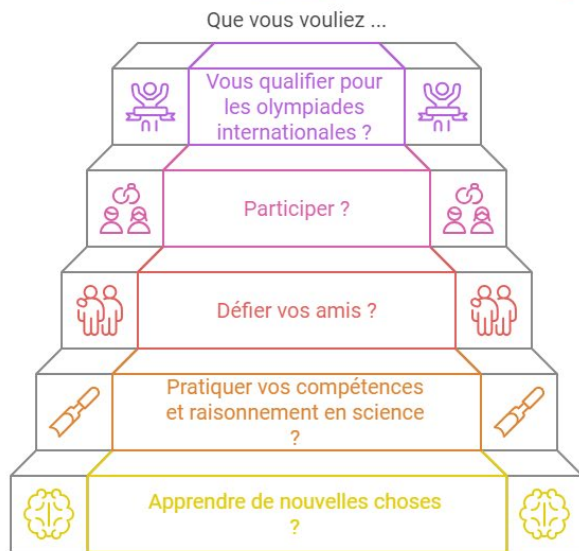 Que vous vouliez ...
Vous qualifier pour
les olympiades
internationales ?
Participer ?
Défier vos amis ?
Pratiquer vos compétences
et raisonnement en science
?
Apprendre de nouvelles choses
?